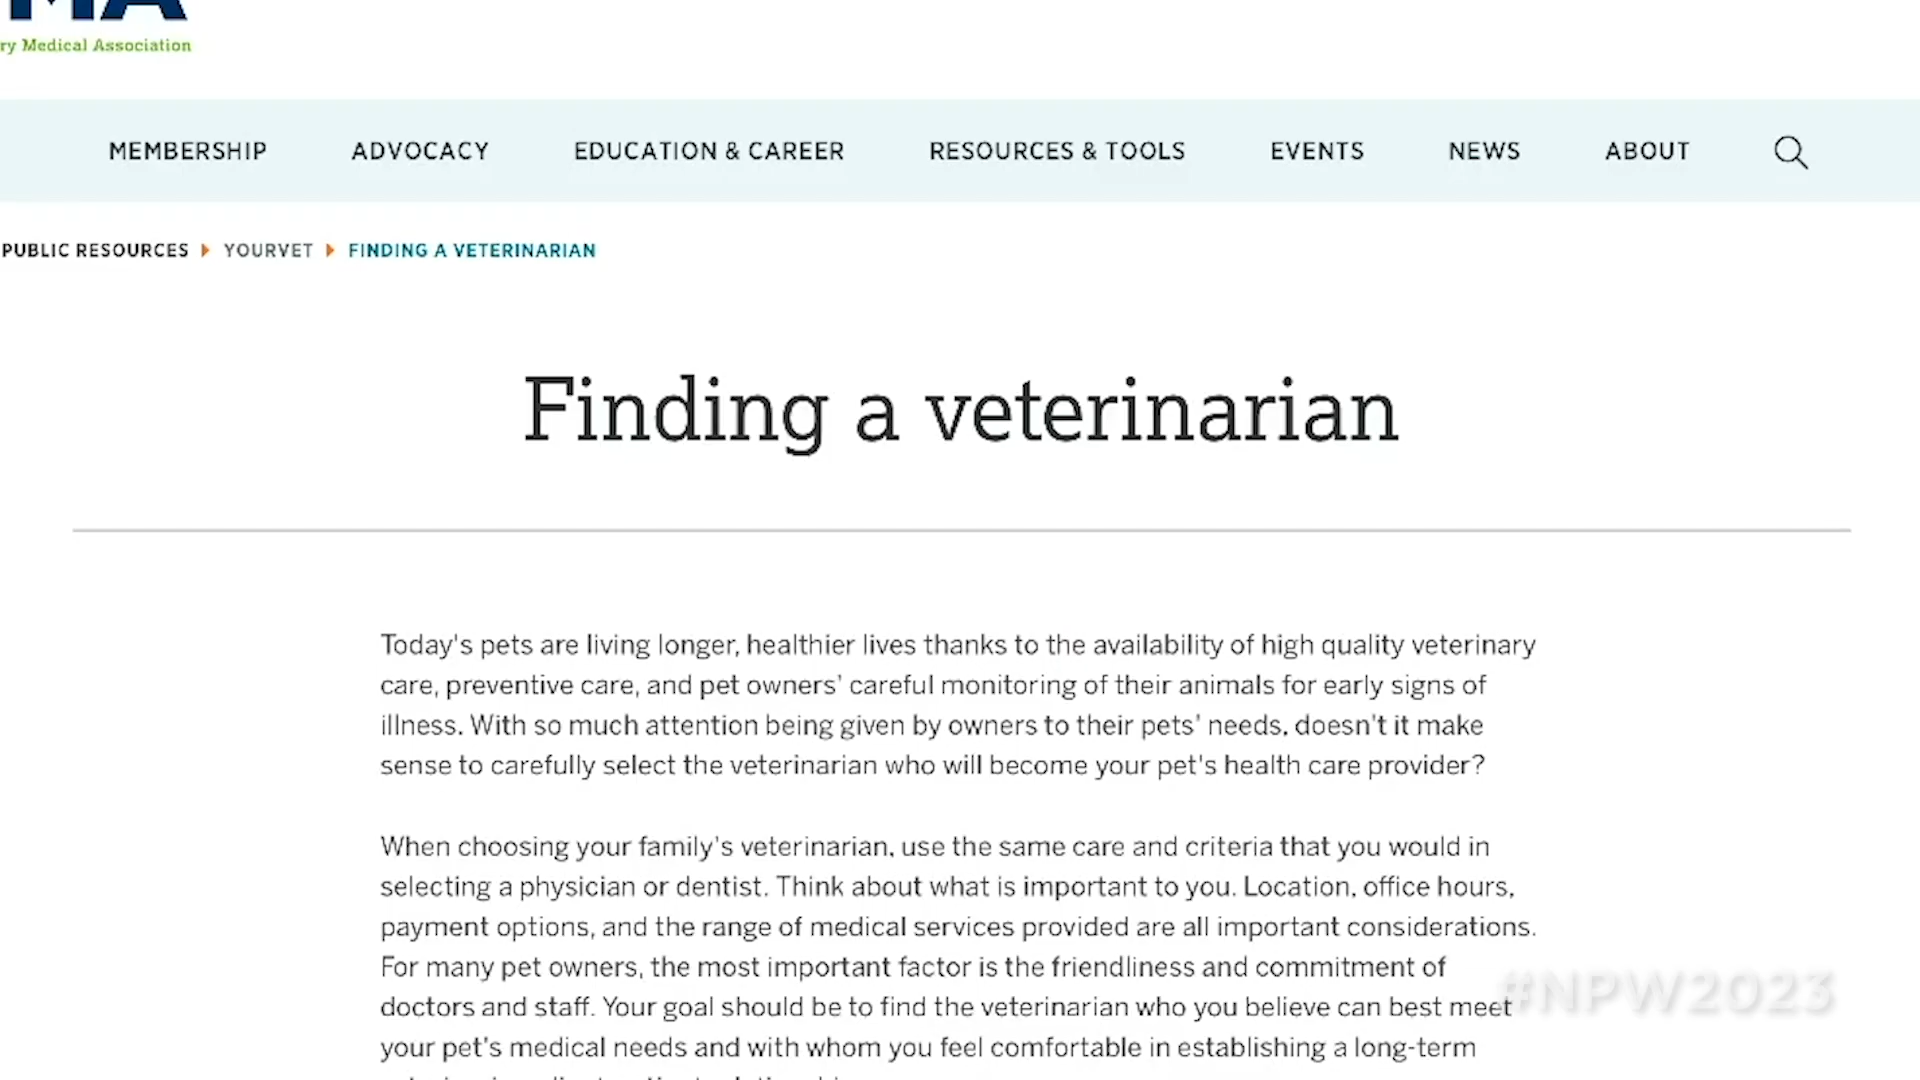 MA
ry Medical Association
MEMBERSHIP ADVOCACY EDUCATION & CAREER RESOURCES & TOOLS EVENTS NEWS ABOUT
PUBLIC RESOURCES YOURVET FINDING A VETERINARIAN
Finding a veterinarian
Today's pets are living longer, healthier lives thanks to the availability of high quality veterinary
care, preventive care, and pet owners' careful monitoring of their animals for early signs of
illness. With so much attention being given by owners to their pets' needs, doesn't it make
sense to carefully select the veterinarian who will become your pet's health care provider?
When choosing your family's veterinarian, use the same care and criteria that you would in
selecting a physician or dentist. Think about what is important to you. Location, office hours,
payment options, and the range of medical services provided are all important considerations.
For many pet owners, the most important factor is the friendliness and commitment of
doctors and staff. Your goal should be to find the veterinarian who you believe can best meet
your pet's medical needs and with whom you feel comfortable in establishing a long-term
#NPW2023